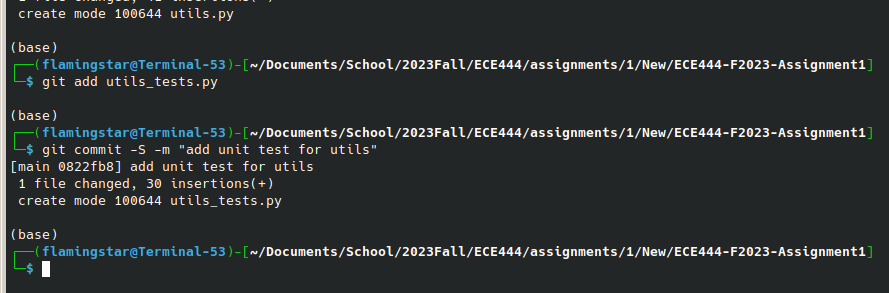 create mode 100644 utils.py
(base)
┌──(flamingstar@Terminal-53)-[~/Documents/School/2023Fall/ECE444/assignments/1/New/ECE444-F2023-Assignment1]
└─$ git add utils_tests.py
(base)
┌──(flamingstar@Terminal-53)-[~/Documents/School/2023Fall/ECE444/assignments/1/New/ECE444-F2023-Assignment1]
└─$ git commit -S -m "add unit test for utils"
[main 0822fb8] add unit test for utils
1 file changed, 30 insertions(+)
create mode 100644 utils_tests.py
(base)
┌──(flamingstar@Terminal-53)-[~/Documents/School/2023Fall/ECE444/assignments/1/New/ECE444-F2023-Assignment1]
└─$